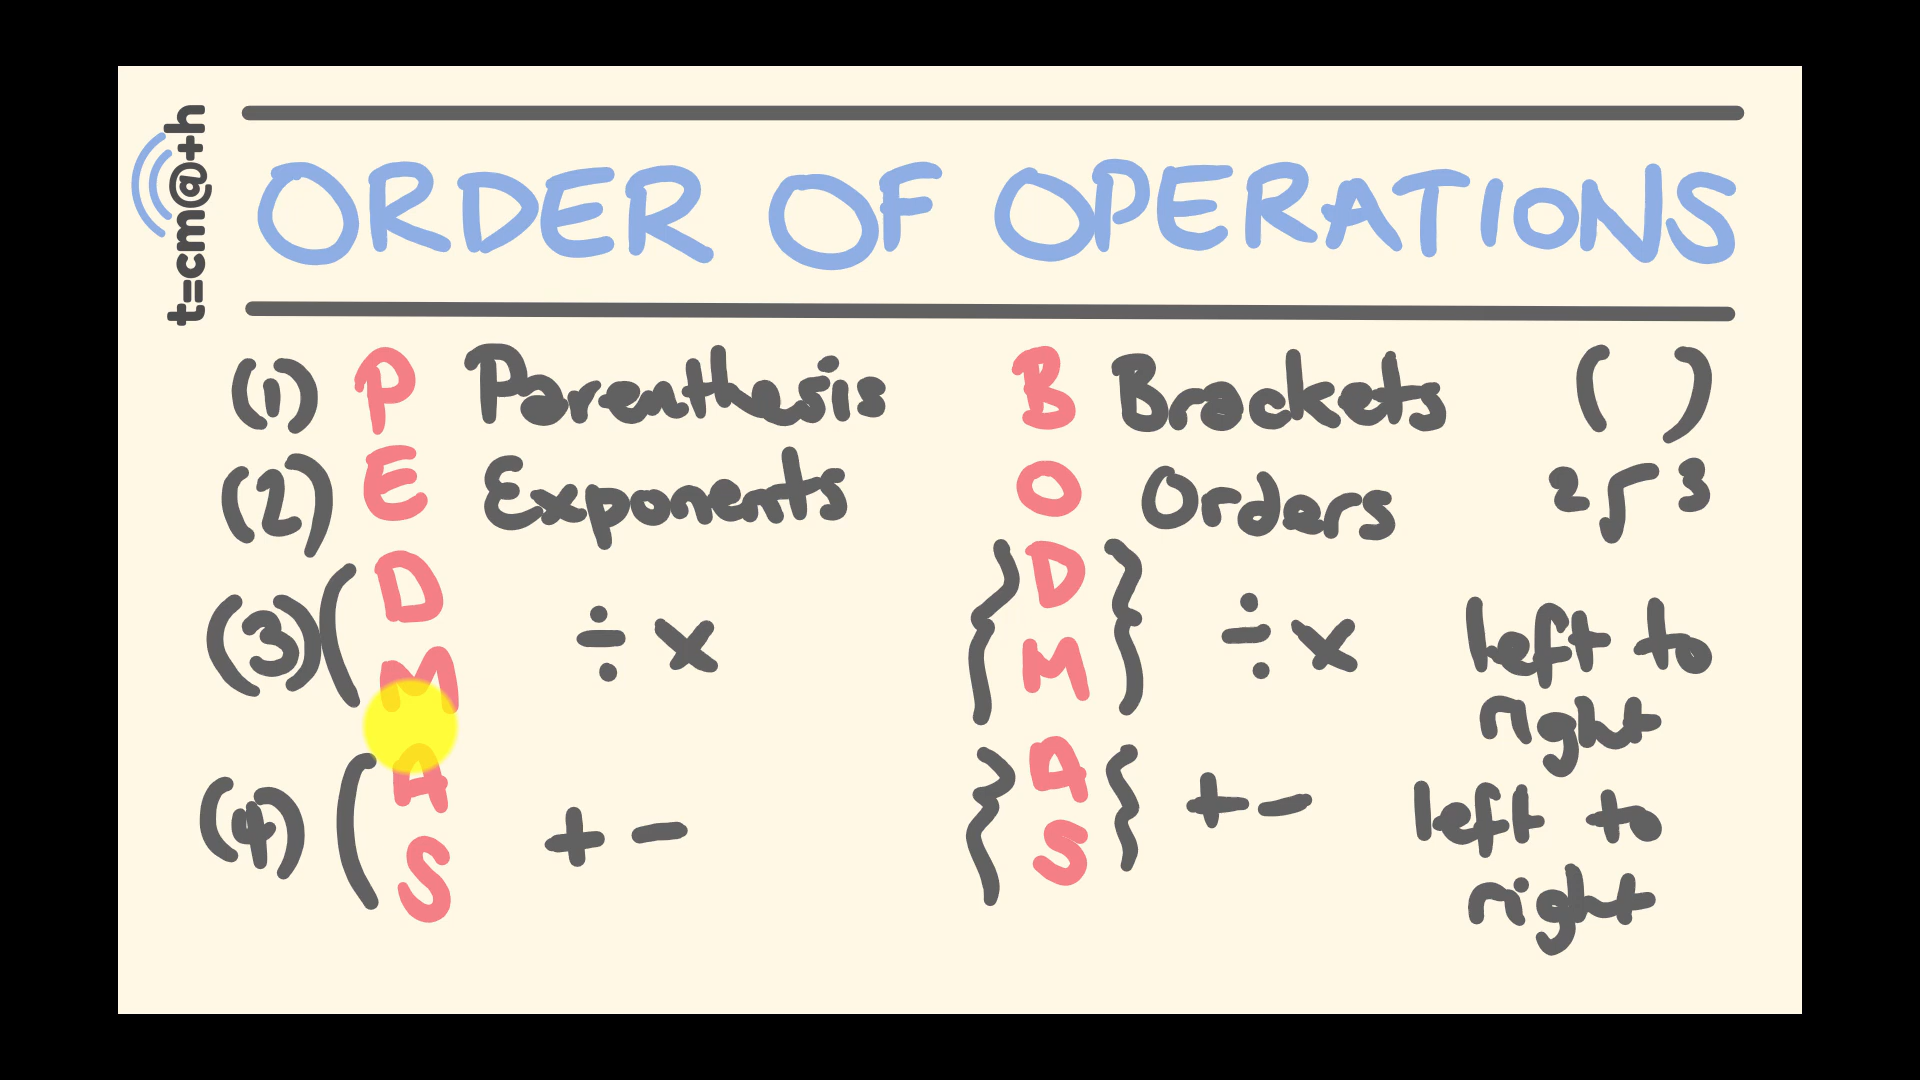 t=cm@+h
ORDER OF OPERATIONS
(1) P Parenthesis B Brackets ( )
(2) E Exponents O Orders 2√ 3
(3) ( D ÷ x } D } ÷ x left to
M { M right
(4) ( A + - } A { + - left to
S { S right